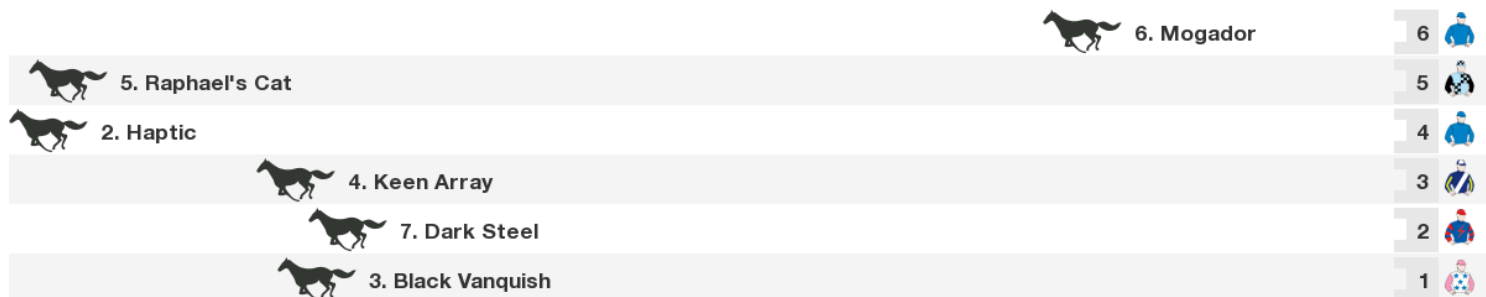 6. Mogador 6
5. Raphael's Cat 5
2. Haptic 4
4. Keen Array 3
7. Dark Steel 2
3. Black Vanquish 1